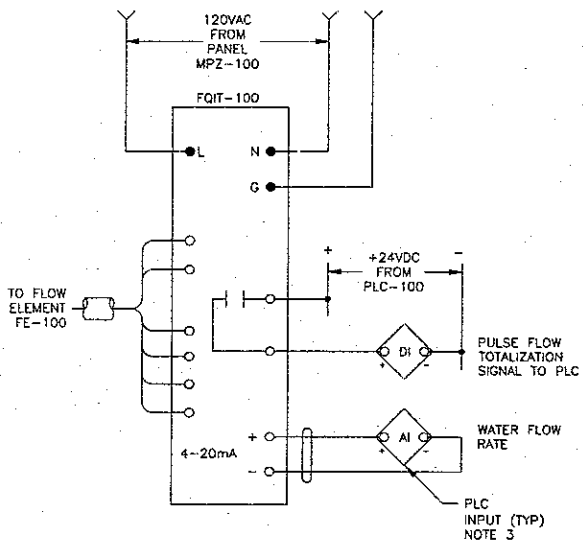 120VAC
FROM
PANEL
MPZ-100
FQIT-100
L
N
G
TO FLOW
ELEMENT
FE-100
+
-
+24VDC
FROM
PLC-100
DI
+
-
PULSE FLOW
TOTALIZATION
SIGNAL TO PLC
4-20mA
+
-
AI
+
-
WATER FLOW
RATE
PLC
INPUT (TYP)
NOTE 3